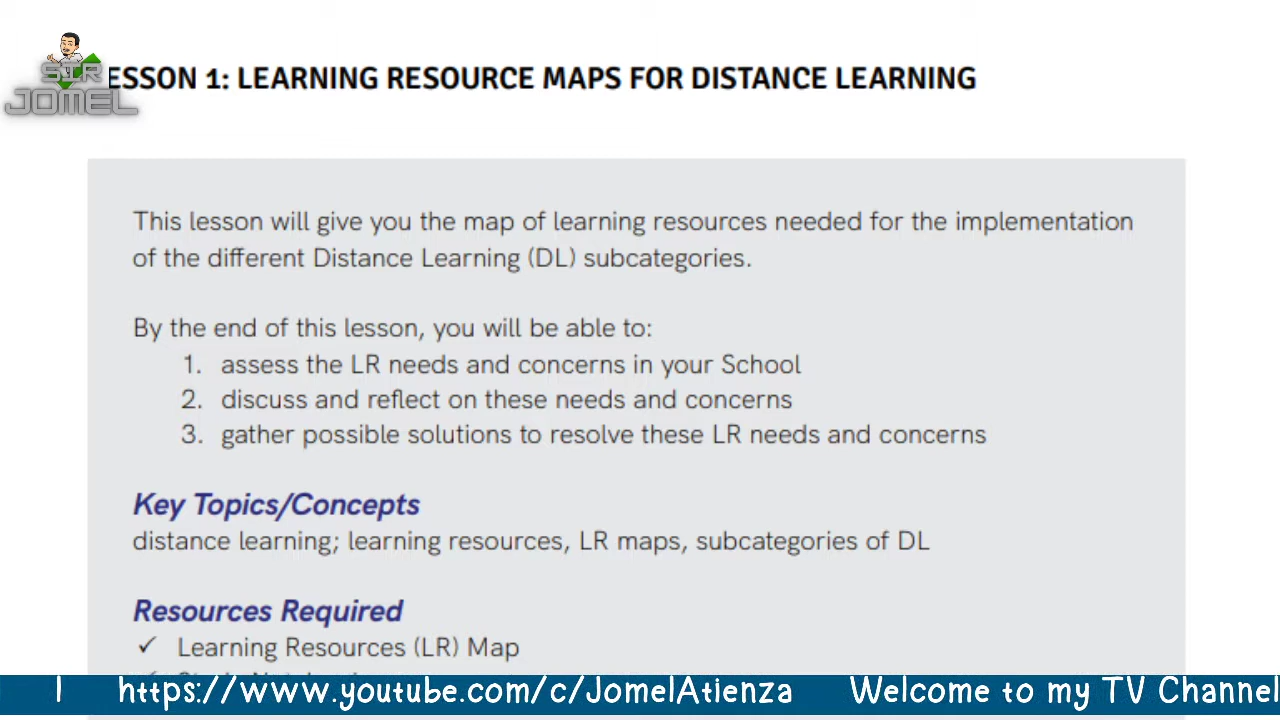 SIR
JOMEL
ESSON 1: LEARNING RESOURCE MAPS FOR DISTANCE LEARNING
This lesson will give you the map of learning resources needed for the implementation
of the different Distance Learning (DL) subcategories.
By the end of this lesson, you will be able to:
1. assess the LR needs and concerns in your School
2. discuss and reflect on these needs and concerns
3. gather possible solutions to resolve these LR needs and concerns
Key Topics/Concepts
distance learning; learning resources, LR maps, subcategories of DL
Resources Required
✓ Learning Resources (LR) Map
l https://www.youtube.com/c/JomelAtienza Welcome to my TV Channel